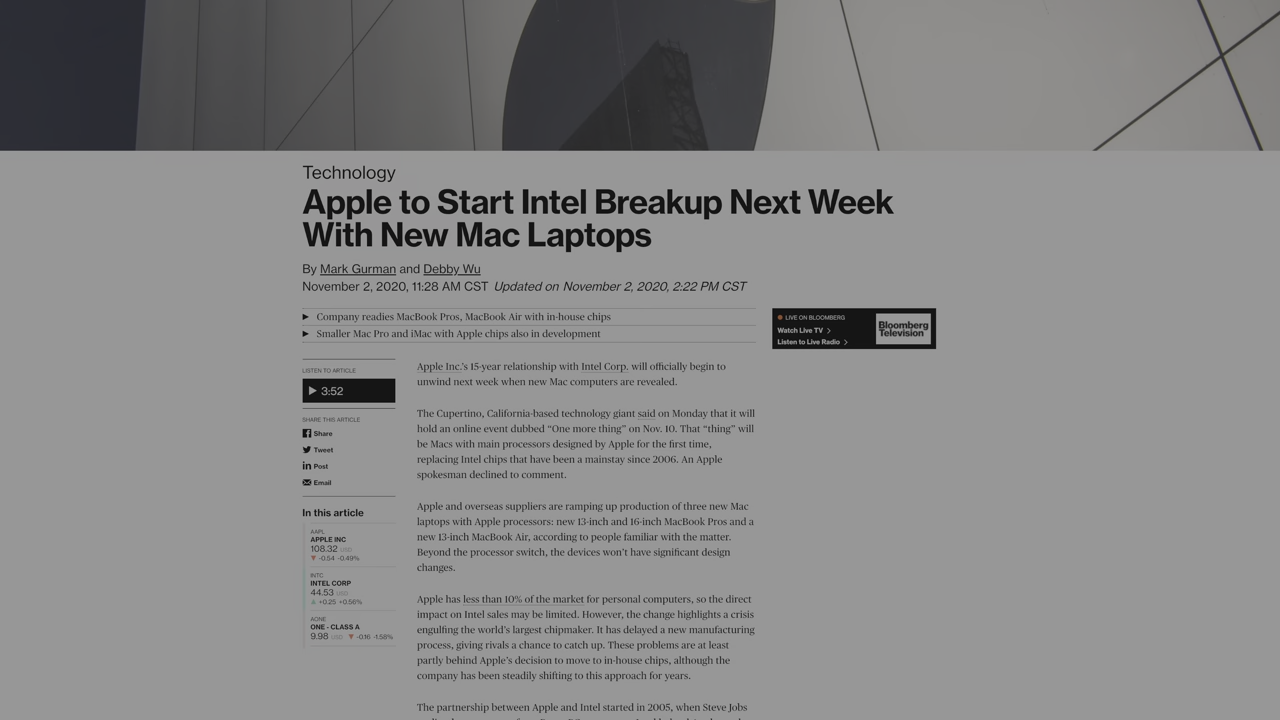 Technology
Apple to Start Intel Breakup Next Week
With New Mac Laptops
By Mark Gurman and Debby Wu
November 2, 2020, 11:28 AM CST Updated on November 2, 2020, 2:22 PM CST
▶ Company readies MacBook Pros, MacBook Air with in-house chips
▶ Smaller Mac Pro and iMac with Apple chips also in development
LIVE ON BLOOMBERG
Watch Live TV >
Listen to Live Radio >
Bloomberg
Television
LISTEN TO ARTICLE
▶ 3:52
SHARE THIS ARTICLE
Share
Tweet
Post
Email
In this article
AAPL
APPLE INC
108.32 USD
▼ -0.54 -0.49%
INTC
INTEL CORP
44.53 USD
▲ +0.25 +0.56%
AONE
ONE - CLASS A
9.98 USD ▼ -0.16 -1.58%
Apple Inc.'s 15-year relationship with Intel Corp. will officially begin to
unwind next week when new Mac computers are revealed.
The Cupertino, California-based technology giant said on Monday that it will
hold an online event dubbed “One more thing” on Nov. 10. That “thing” will
be Macs with main processors designed by Apple for the first time,
replacing Intel chips that have been a mainstay since 2006. An Apple
spokesman declined to comment.
Apple and overseas suppliers are ramping up production of three new Mac
laptops with Apple processors: new 13-inch and 16-inch MacBook Pros and a
new 13-inch MacBook Air, according to people familiar with the matter.
Beyond the processor switch, the devices won’t have significant design
changes.
Apple has less than 10% of the market for personal computers, so the direct
impact on Intel sales may be limited. However, the change highlights a crisis
engulfing the world’s largest chipmaker. It has delayed a new manufacturing
process, giving rivals a chance to catch up. These problems are at least
partly behind Apple’s decision to move to in-house chips, although the
company has been steadily shifting to this approach for years.
The partnership between Apple and Intel started in 2005, when Steve Jobs